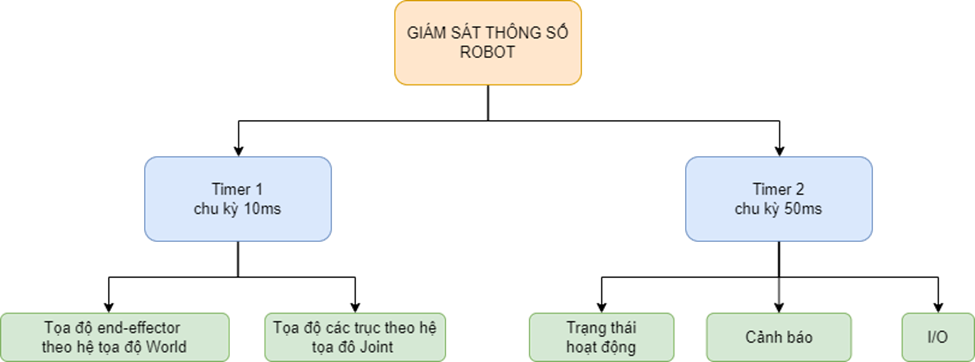 GIÁM SÁT THÔNG SỐ
ROBOT
Timer 1
chu kỳ 10ms
Timer 2
chu kỳ 50ms
Tọa độ end-effector
theo hệ tọa độ World
Tọa độ các trục theo hệ
tọa đô Joint
Trạng thái
hoạt động
Cảnh báo
I/O